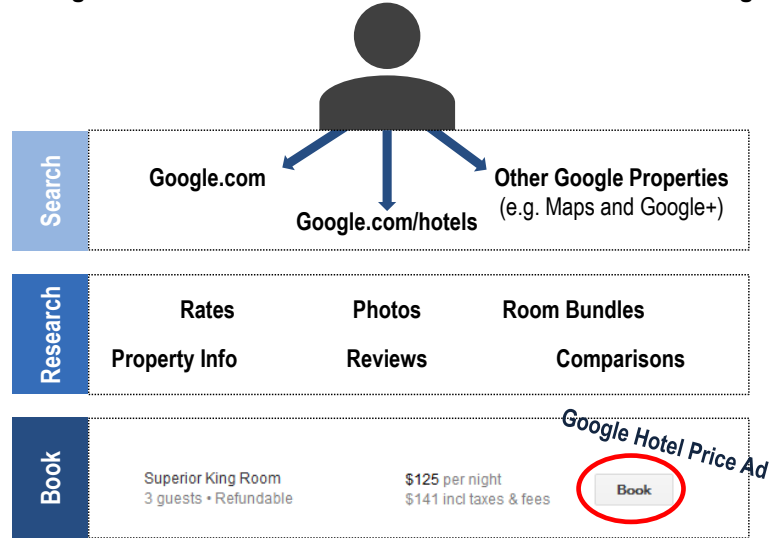 Search
Google.com
Other Google Properties
(e.g. Maps and Google+)
Google.com/hotels
Research
Rates Photos Room Bundles
Property Info Reviews Comparisons
Book
Google Hotel Price Ad
Superior King Room $125 per night Book
3 guests • Refundable $141 incl taxes & fees